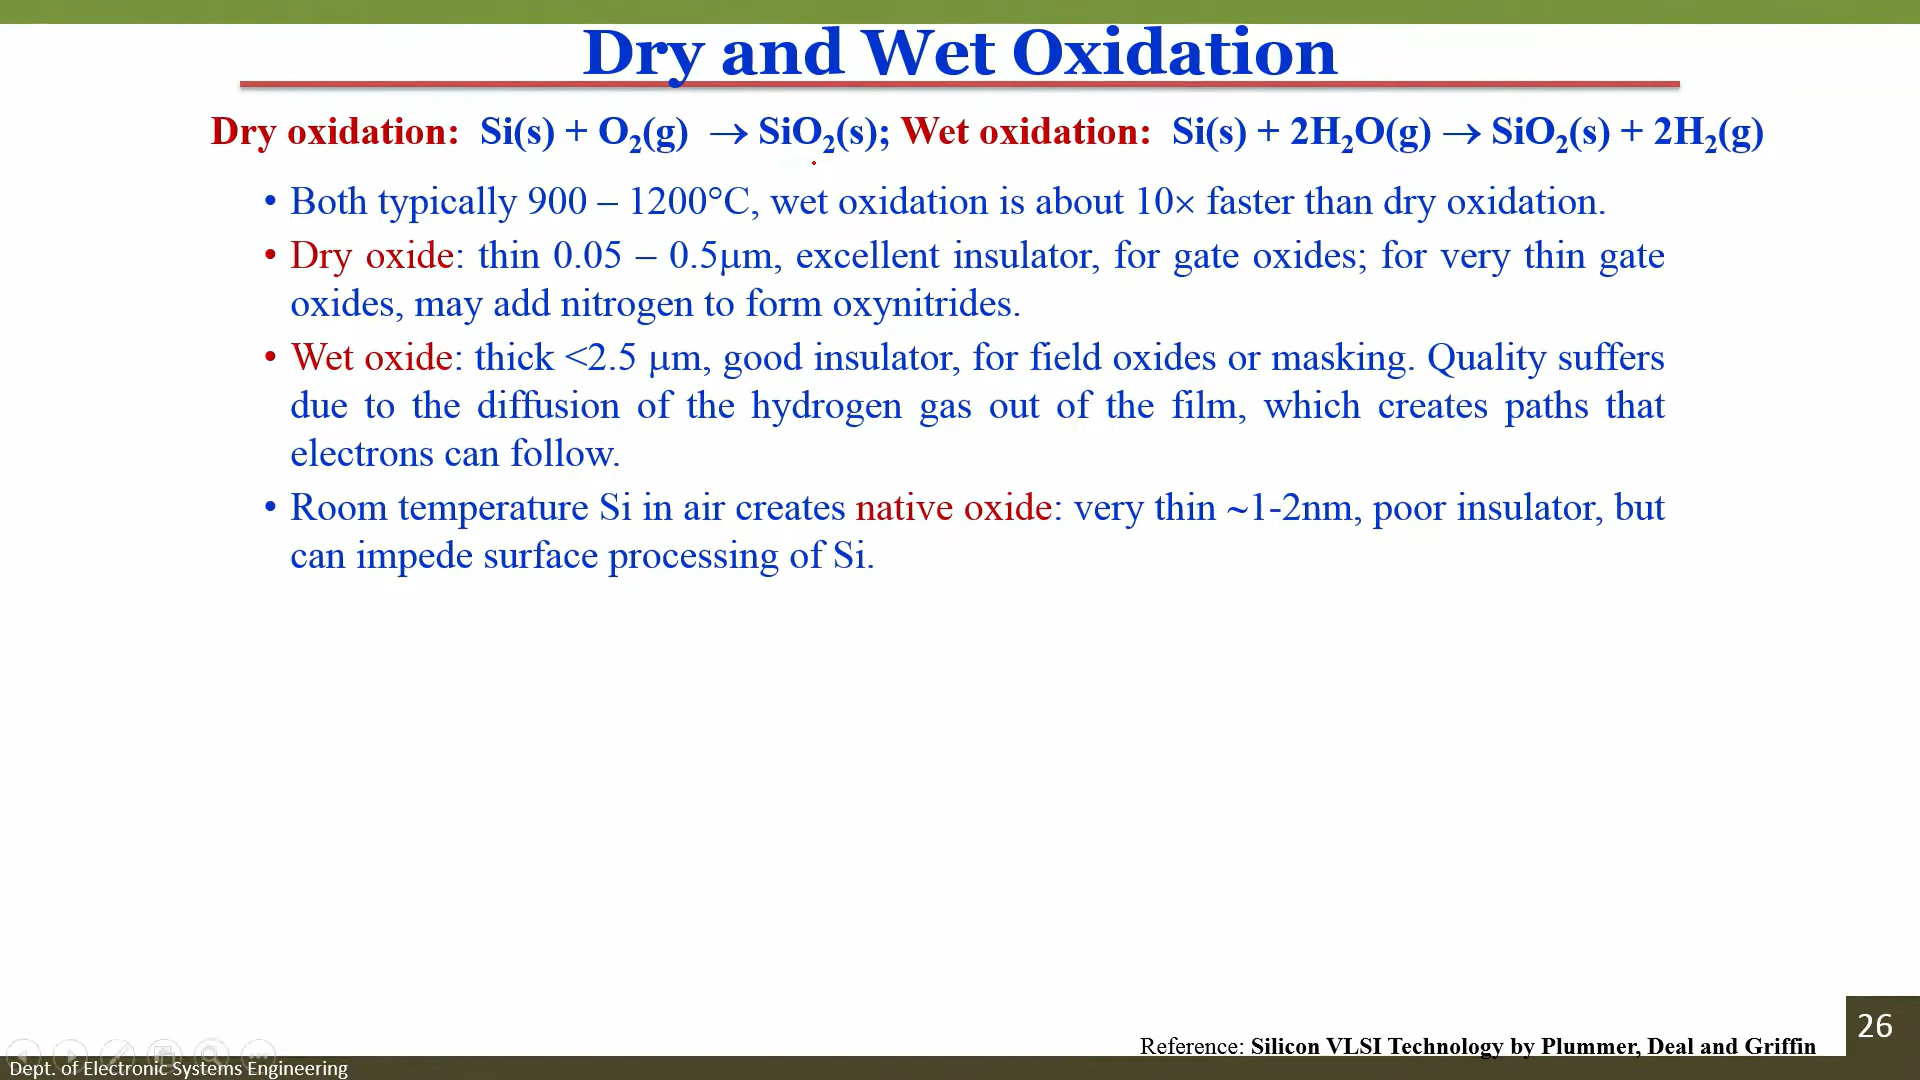 Dry and Wet Oxidation
Dry oxidation: Si(s) + O₂(g) → SiO₂(s); Wet oxidation: Si(s) + 2H₂O(g) → SiO₂(s) + 2H₂(g)
• Both typically 900 – 1200°C, wet oxidation is about 10× faster than dry oxidation.
• Dry oxide: thin 0.05 – 0.5μm, excellent insulator, for gate oxides; for very thin gate
oxides, may add nitrogen to form oxynitrides.
• Wet oxide: thick <2.5 μm, good insulator, for field oxides or masking. Quality suffers
due to the diffusion of the hydrogen gas out of the film, which creates paths that
electrons can follow.
• Room temperature Si in air creates native oxide: very thin ~1-2nm, poor insulator, but
can impede surface processing of Si.
26
Reference: Silicon VLSI Technology by Plummer, Deal and Griffin
Dept. of Electronic Systems Engineering